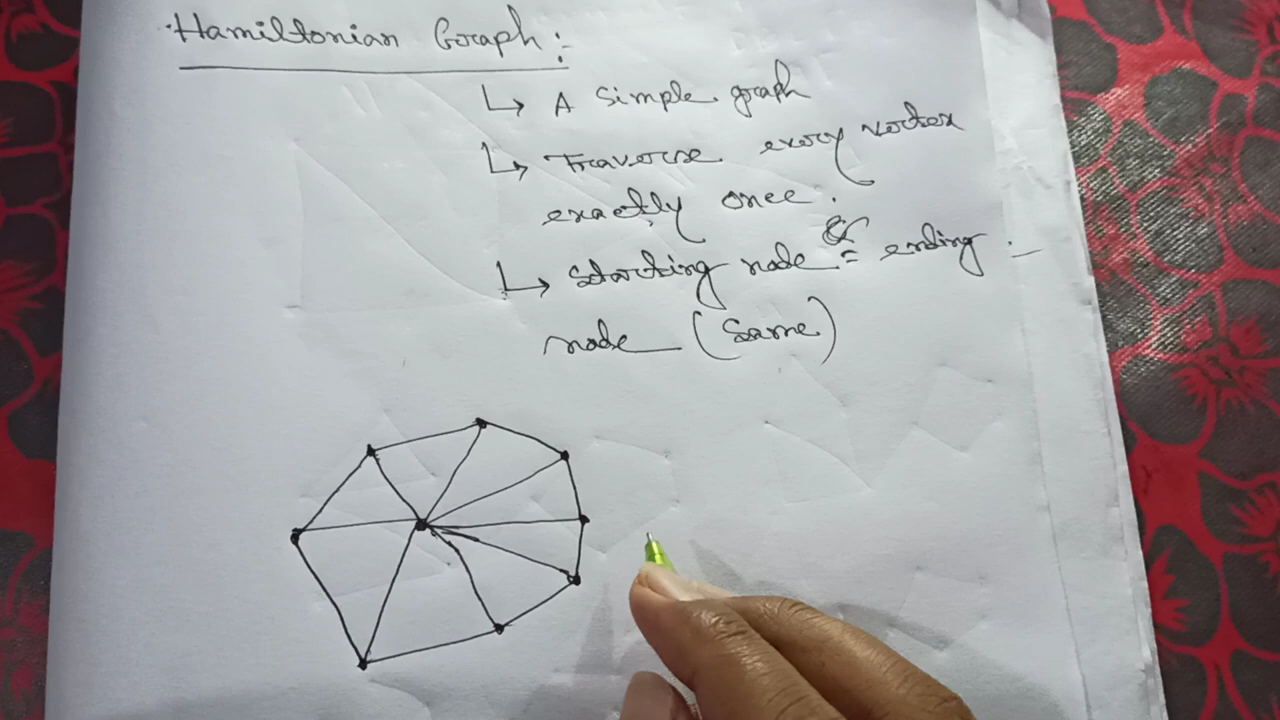 Hamiltonian Graph :-
↳ A simple graph
↳ Traverse every vertex
exactly once.
↳ Starting node & = ending :-
node (Same)